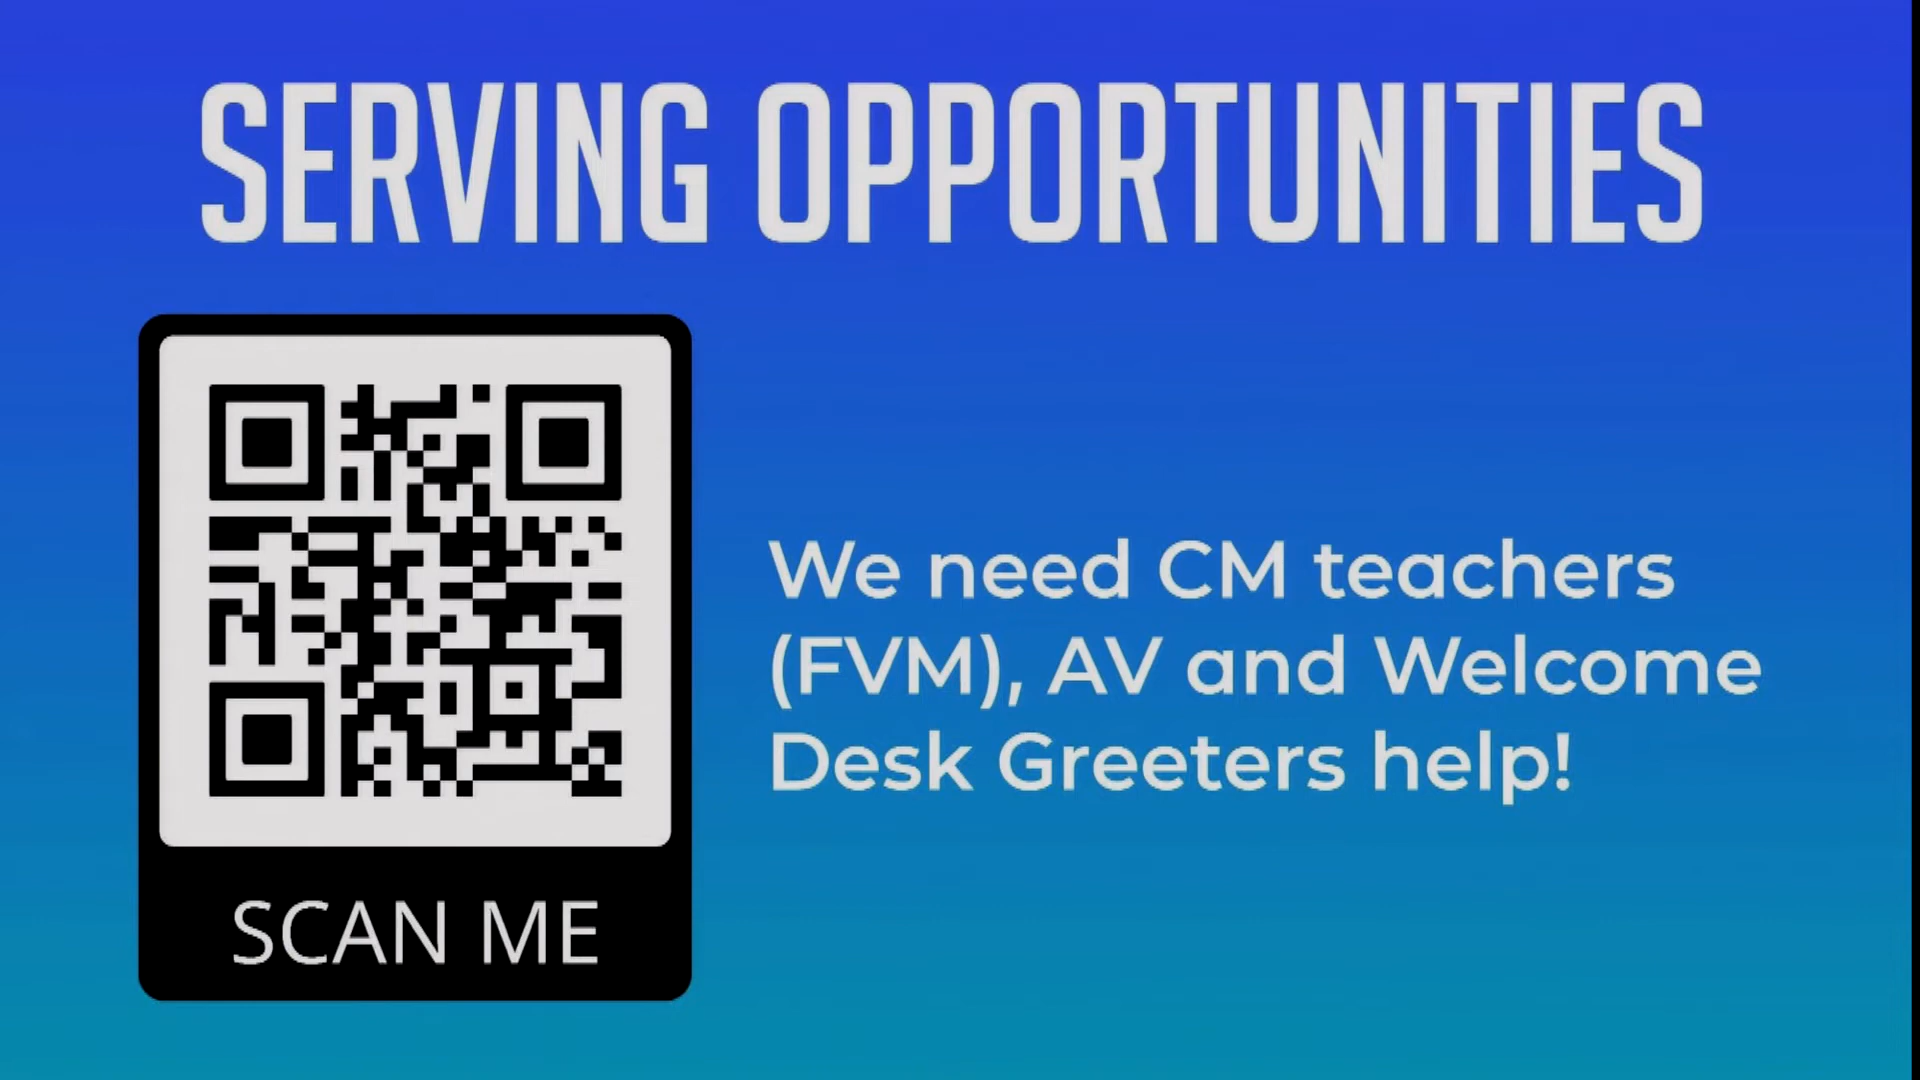 SERVING OPPORTUNITIES
We need CM teachers
(FVM), AV and Welcome
Desk Greeters help!
SCAN ME